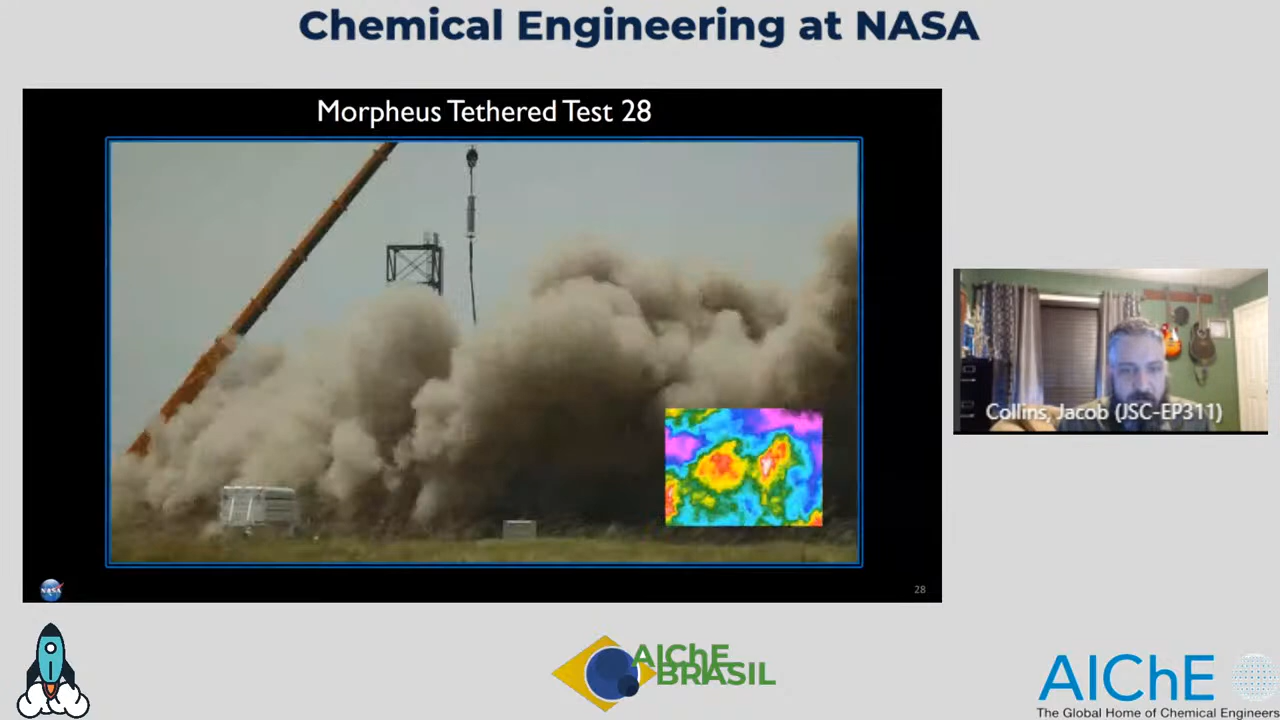 Chemical Engineering at NASA
Morpheus Tethered Test 28
Collins, Jacob (JSC-EP311)
NASA
28
AIChE
BRASIL
AIChE
The Global Home of Chemical Engineers